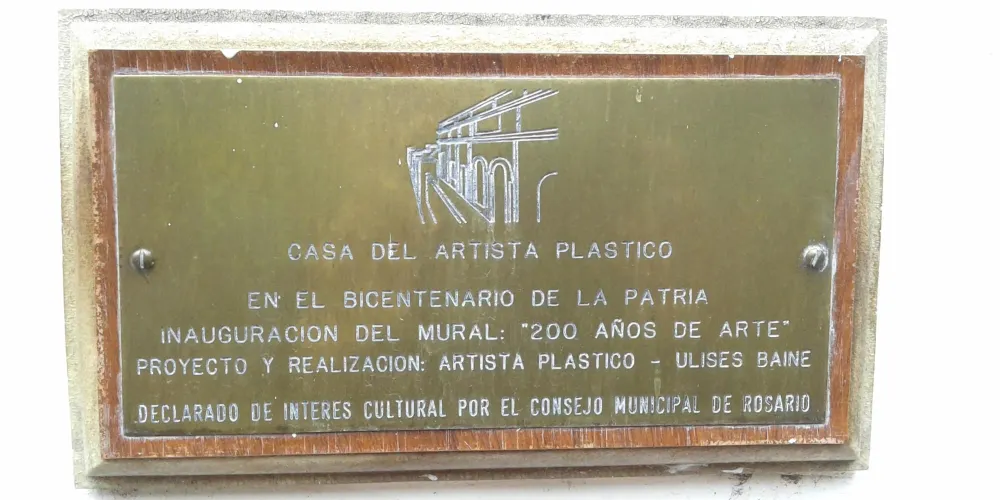 CASA DEL ARTISTA PLASTICO
EN EL BICENTENARIO DE LA PATRIA
INAUGURACION DEL MURAL: "200 AÑOS DE ARTE"
PROYECTO Y REALIZACION: ARTISTA PLASTICO - ULISES BAINE
DECLARADO DE INTERES CULTURAL POR EL CONSEJO MUNICIPAL DE ROSARIO